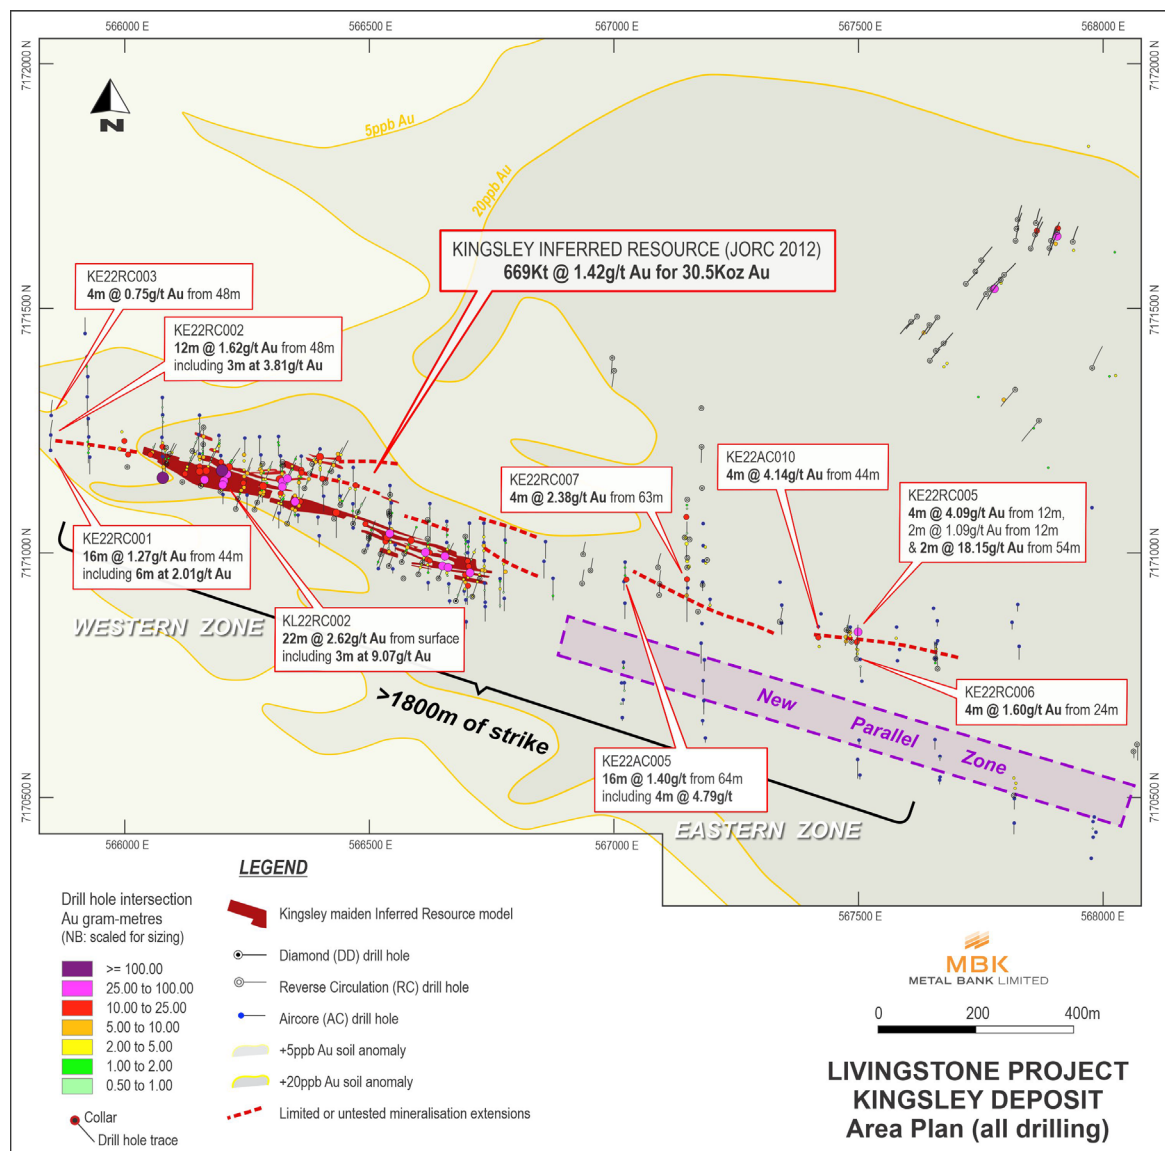 566000 E
566500 E
567000 E
567500 E
568000 E
7172000 N
7172000 N
N
5ppb Au
20ppb Au
KINGSLEY INFERRED RESOURCE (JORC 2012)
669Kt @ 1.42g/t Au for 30.5Koz Au
KE22RC003
4m @ 0.75g/t Au from 48m
7171500 N
7171500 N
KE22RC002
12m @ 1.62g/t Au from 48m
including 3m at 3.81g/t Au
KE22AC010
4m @ 4.14g/t Au from 44m
KE22RC007
4m @ 2.38g/t Au from 63m
KE22RC005
4m @ 4.09g/t Au from 12m,
2m @ 1.09g/t Au from 12m
& 2m @ 18.15g/t Au from 54m
7171000 N
7171000 N
KE22RC001
16m @ 1.27g/t Au from 44m
including 6m at 2.01g/t Au
KL22RC002
22m @ 2.62g/t Au from surface
including 3m at 9.07g/t Au
WESTERN ZONE
KE22RC006
4m @ 1.60g/t Au from 24m
>1800m of strike
New Parallel Zone
KE22AC005
16m @ 1.40g/t from 64m
including 4m @ 4.79g/t
7170500 N
7170500 N
EASTERN ZONE
566000 E
566500 E
567000 E
567500 E
568000 E
LEGEND
Drill hole intersection
Au gram-metres
(NB: scaled for sizing)
>= 100.00
25.00 to 100.00
10.00 to 25.00
5.00 to 10.00
2.00 to 5.00
1.00 to 2.00
0.50 to 1.00
Collar
Drill hole trace
Kingsley maiden Inferred Resource model
Diamond (DD) drill hole
Reverse Circulation (RC) drill hole
Aircore (AC) drill hole
+5ppb Au soil anomaly
+20ppb Au soil anomaly
Limited or untested mineralisation extensions
MBK
METAL BANK LIMITED
0 200 400m
LIVINGSTONE PROJECT
KINGSLEY DEPOSIT
Area Plan (all drilling)